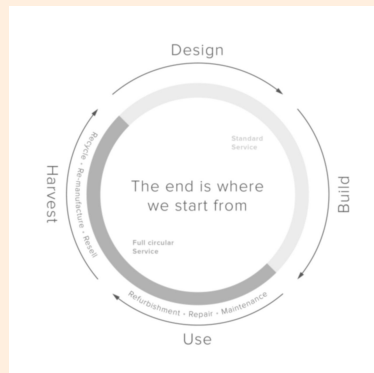 Design
Build
Use
Harvest
Standard
Service
The end is where
we start from
Full circular
Service
Recycle - Re-manufacture - Resell
Refurbishment - Repair - Maintenance